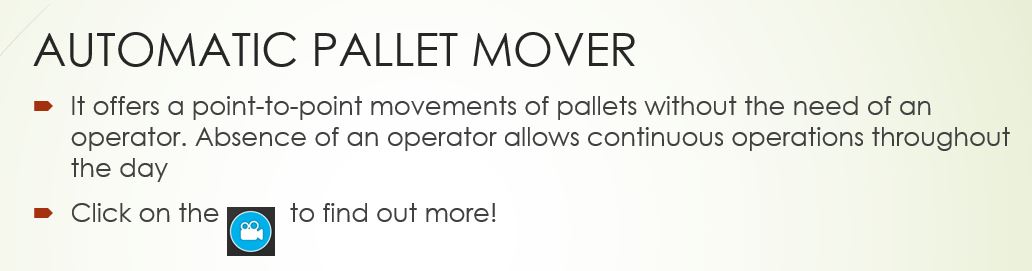 AUTOMATIC PALLET MOVER
It offers a point-to-point movements of pallets without the need of an
operator. Absence of an operator allows continuous operations throughout
the day
Click on the to find out more!